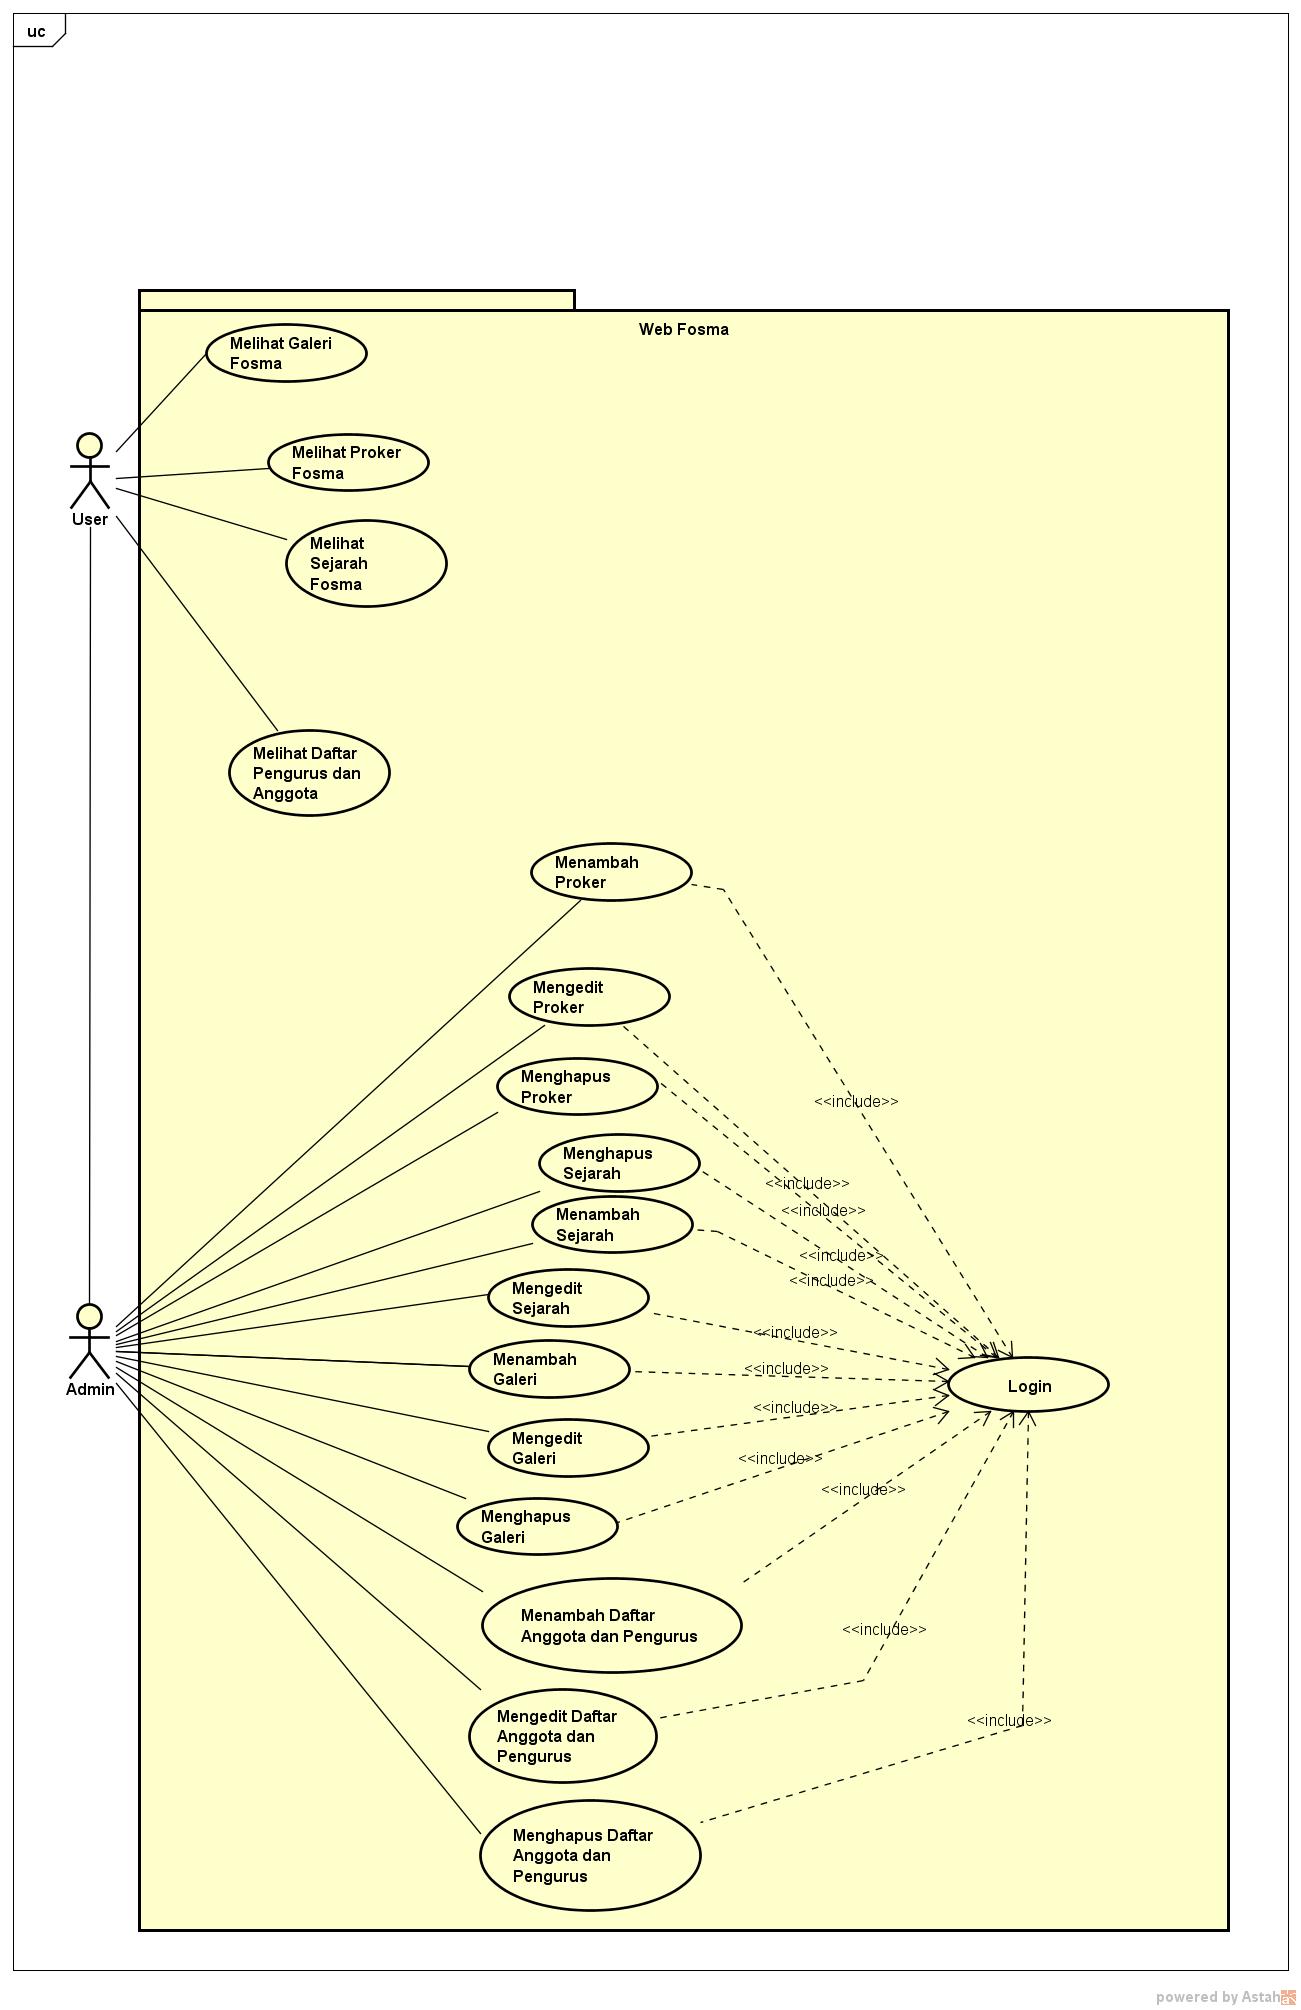 uc
Web Fosma
Melihat Galeri
Fosma
Melihat Proker
Fosma
User
Melihat
Sejarah
Fosma
Melihat Daftar
Pengurus dan
Anggota
Menambah
Proker
Mengedit
Proker
Menghapus
Proker
<<include>>
Menghapus
Sejarah
<<include>>
<<include>>
Menambah
Sejarah
<<include>>
<<include>>
Mengedit
Sejarah
<<include>>
Menambah
Galeri
<<include>>
Admin
Login
<<include>>
Mengedit
Galeri
<<include>>
<<include>>
Menghapus
Galeri
Menambah Daftar
Anggota dan Pengurus
<<include>>
Mengedit Daftar
Anggota dan
Pengurus
<<include>>
Menghapus Daftar
Anggota dan
Pengurus
powered by Astah